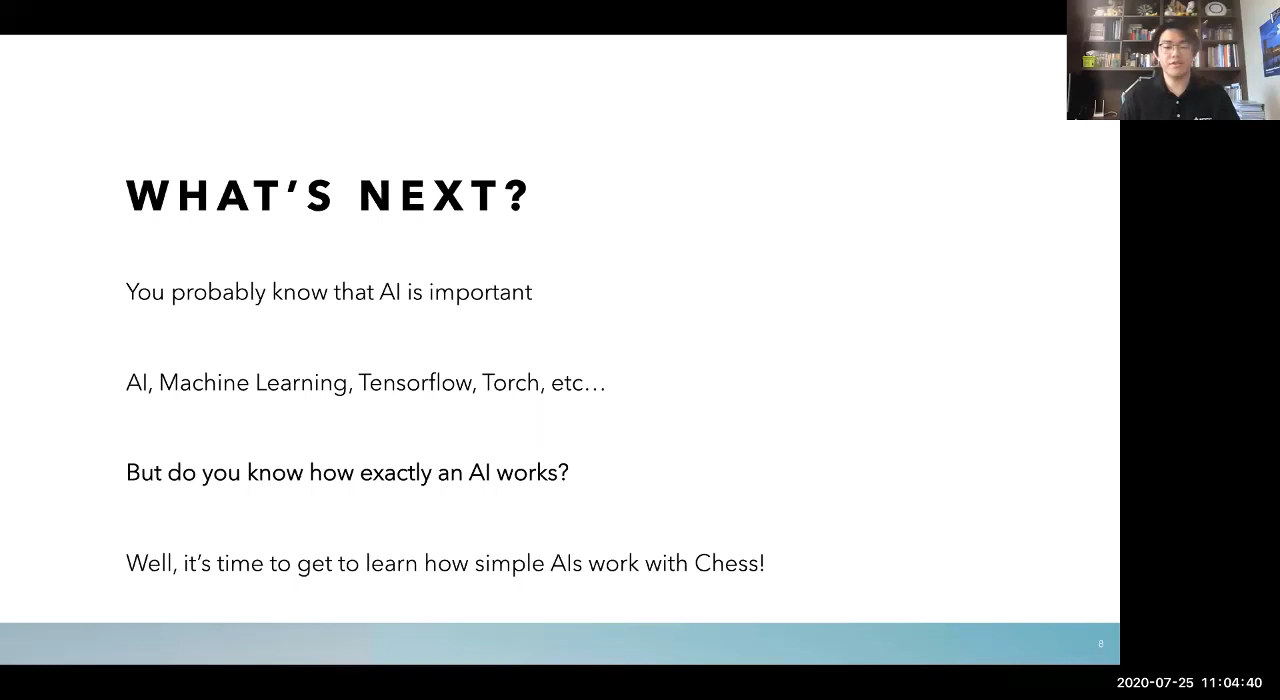 WHAT’S NEXT?
You probably know that AI is important
AI, Machine Learning, Tensorflow, Torch, etc…
But do you know how exactly an AI works?
Well, it’s time to get to learn how simple AIs work with Chess!
8
2020-07-25 11:04:40